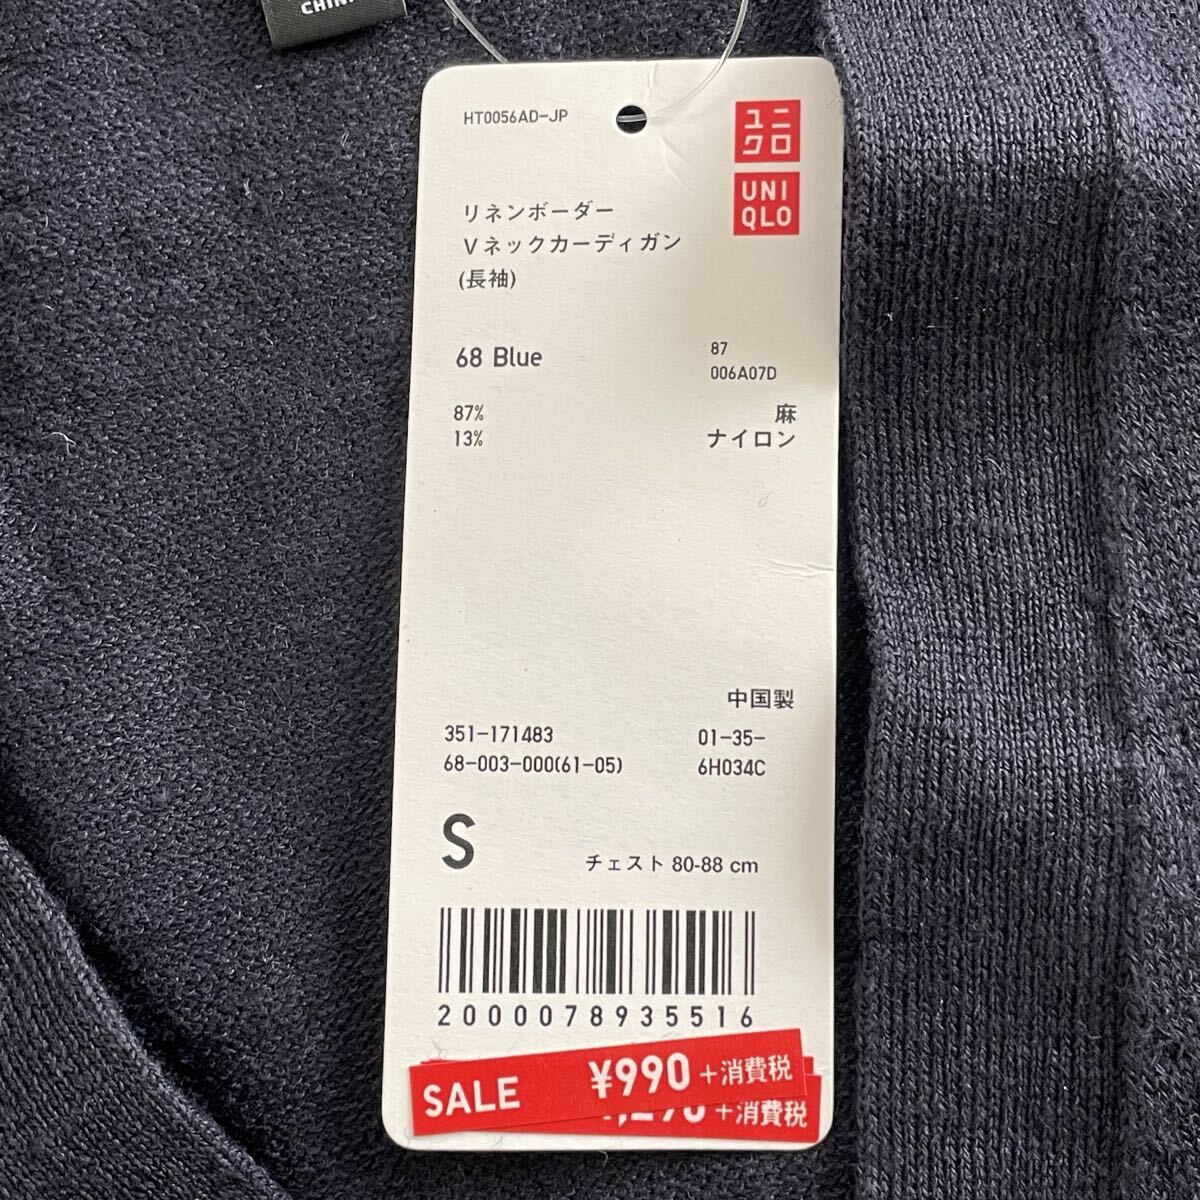 CHINA
HT0056AD-JP
ユニ
クロ
UNI
QLO
リネンボーダー
Vネックカーディガン
(長袖)
68 Blue
87
006A07D
87% 麻
13% ナイロン
中国製
351-171483 01-35-
68-003-000(61-05) 6H034C
S
チェスト 80-88 cm
2000078935516
SALE ¥990 +消費税
+消費税